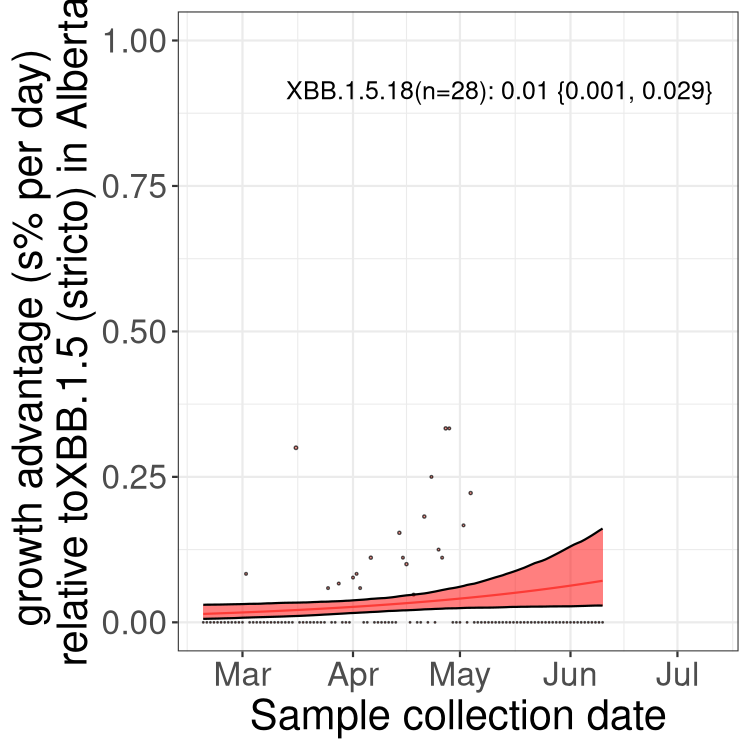 growth advantage (s% per day)
relative toXBB.1.5 (stricto) in Alberta
1.00
0.75
0.50
0.25
0.00
XBB.1.5.18(n=28): 0.01 {0.001, 0.029}
Mar Apr May Jun Jul
Sample collection date